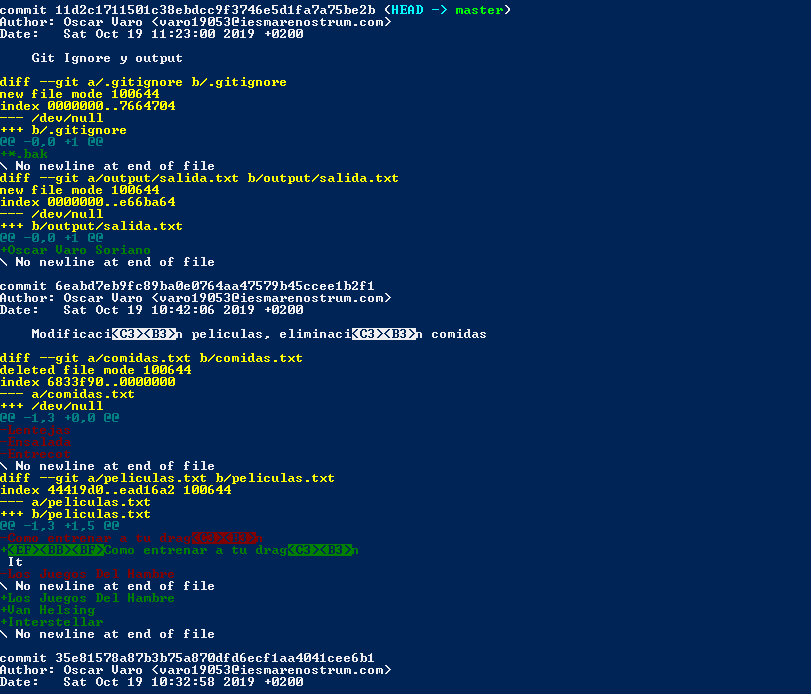 commit 11d2c1711501c38ebdcc9f3746e5d1fa7a75be2b (HEAD -> master)
Author: Oscar Varo <varo19053@iesmarenostrum.com>
Date:   Sat Oct 19 11:23:00 2019 +0200
Git Ignore y output
diff --git a/.gitignore b/.gitignore
new file mode 100644
index 0000000..7664704
--- /dev/null
+++ b/.gitignore
@@ -0,0 +1 @@
+*.bak
\ No newline at end of file
diff --git a/output/salida.txt b/output/salida.txt
new file mode 100644
index 0000000..e66ba64
--- /dev/null
+++ b/output/salida.txt
@@ -0,0 +1 @@
+Oscar Varo Soriano
\ No newline at end of file
commit 6eabd7eb9fc89ba0e0764aa47579b45ccee1b2f1
Author: Oscar Varo <varo19053@iesmarenostrum.com>
Date:   Sat Oct 19 10:42:06 2019 +0200
Modificaci<C3><B3>n peliculas, eliminaci<C3><B3>n comidas
diff --git a/comidas.txt b/comidas.txt
deleted file mode 100644
index 6833f90..0000000
--- a/comidas.txt
+++ /dev/null
@@ -1,3 +0,0 @@
-Lentejas
-Ensalada
-Entrecot
\ No newline at end of file
diff --git a/peliculas.txt b/peliculas.txt
index 44419d0..ead16a2 100644
--- a/peliculas.txt
+++ b/peliculas.txt
@@ -1,3 +1,5 @@
-Como entrenar a tu drag<C3><B3>n
+<EF><BB><BF>Como entrenar a tu drag<C3><B3>n
It
-Los Juegos Del Hambre
\ No newline at end of file
+Los Juegos Del Hambre
+Van Helsing
+Interstellar
\ No newline at end of file
commit 35e81578a87b3b75a870dfd6ecf1aa4041cee6b1
Author: Oscar Varo <varo19053@iesmarenostrum.com>
Date:   Sat Oct 19 10:32:58 2019 +0200